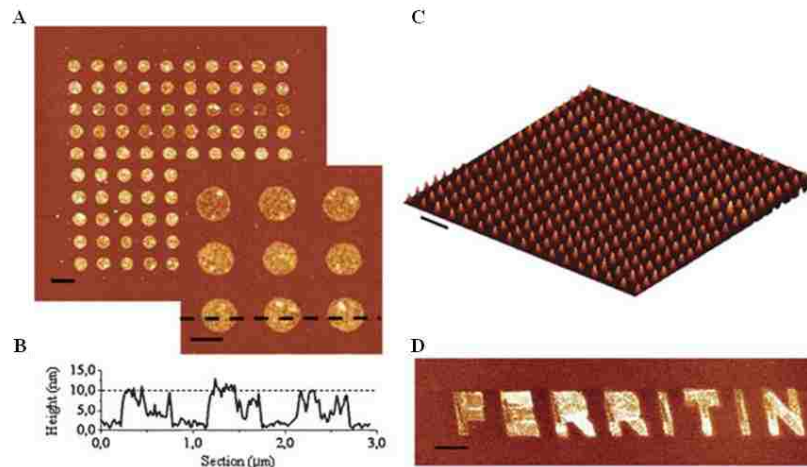 A
C
B
15,0
10,0
5,0
0,0
Height (nm)
0,0
1,0
2,0
3,0
Section (µm)
D
FERRITIN